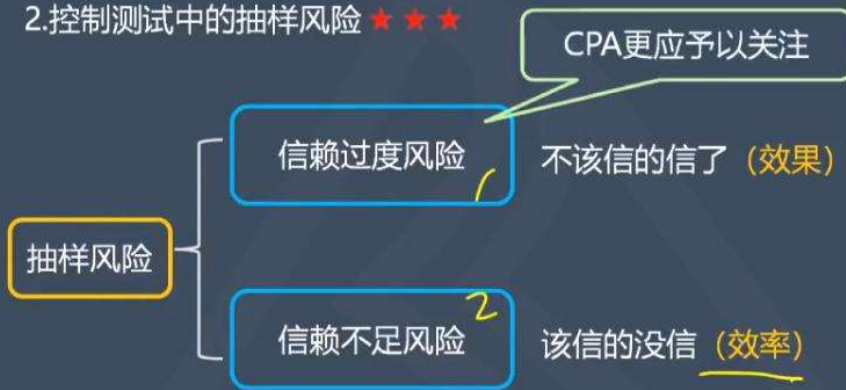 2.控制测试中的抽样风险★★★
CPA更应予以关注
信赖过度风险 1
不该信的信了（效果）
抽样风险
信赖不足风险 2
该信的没信（效率）